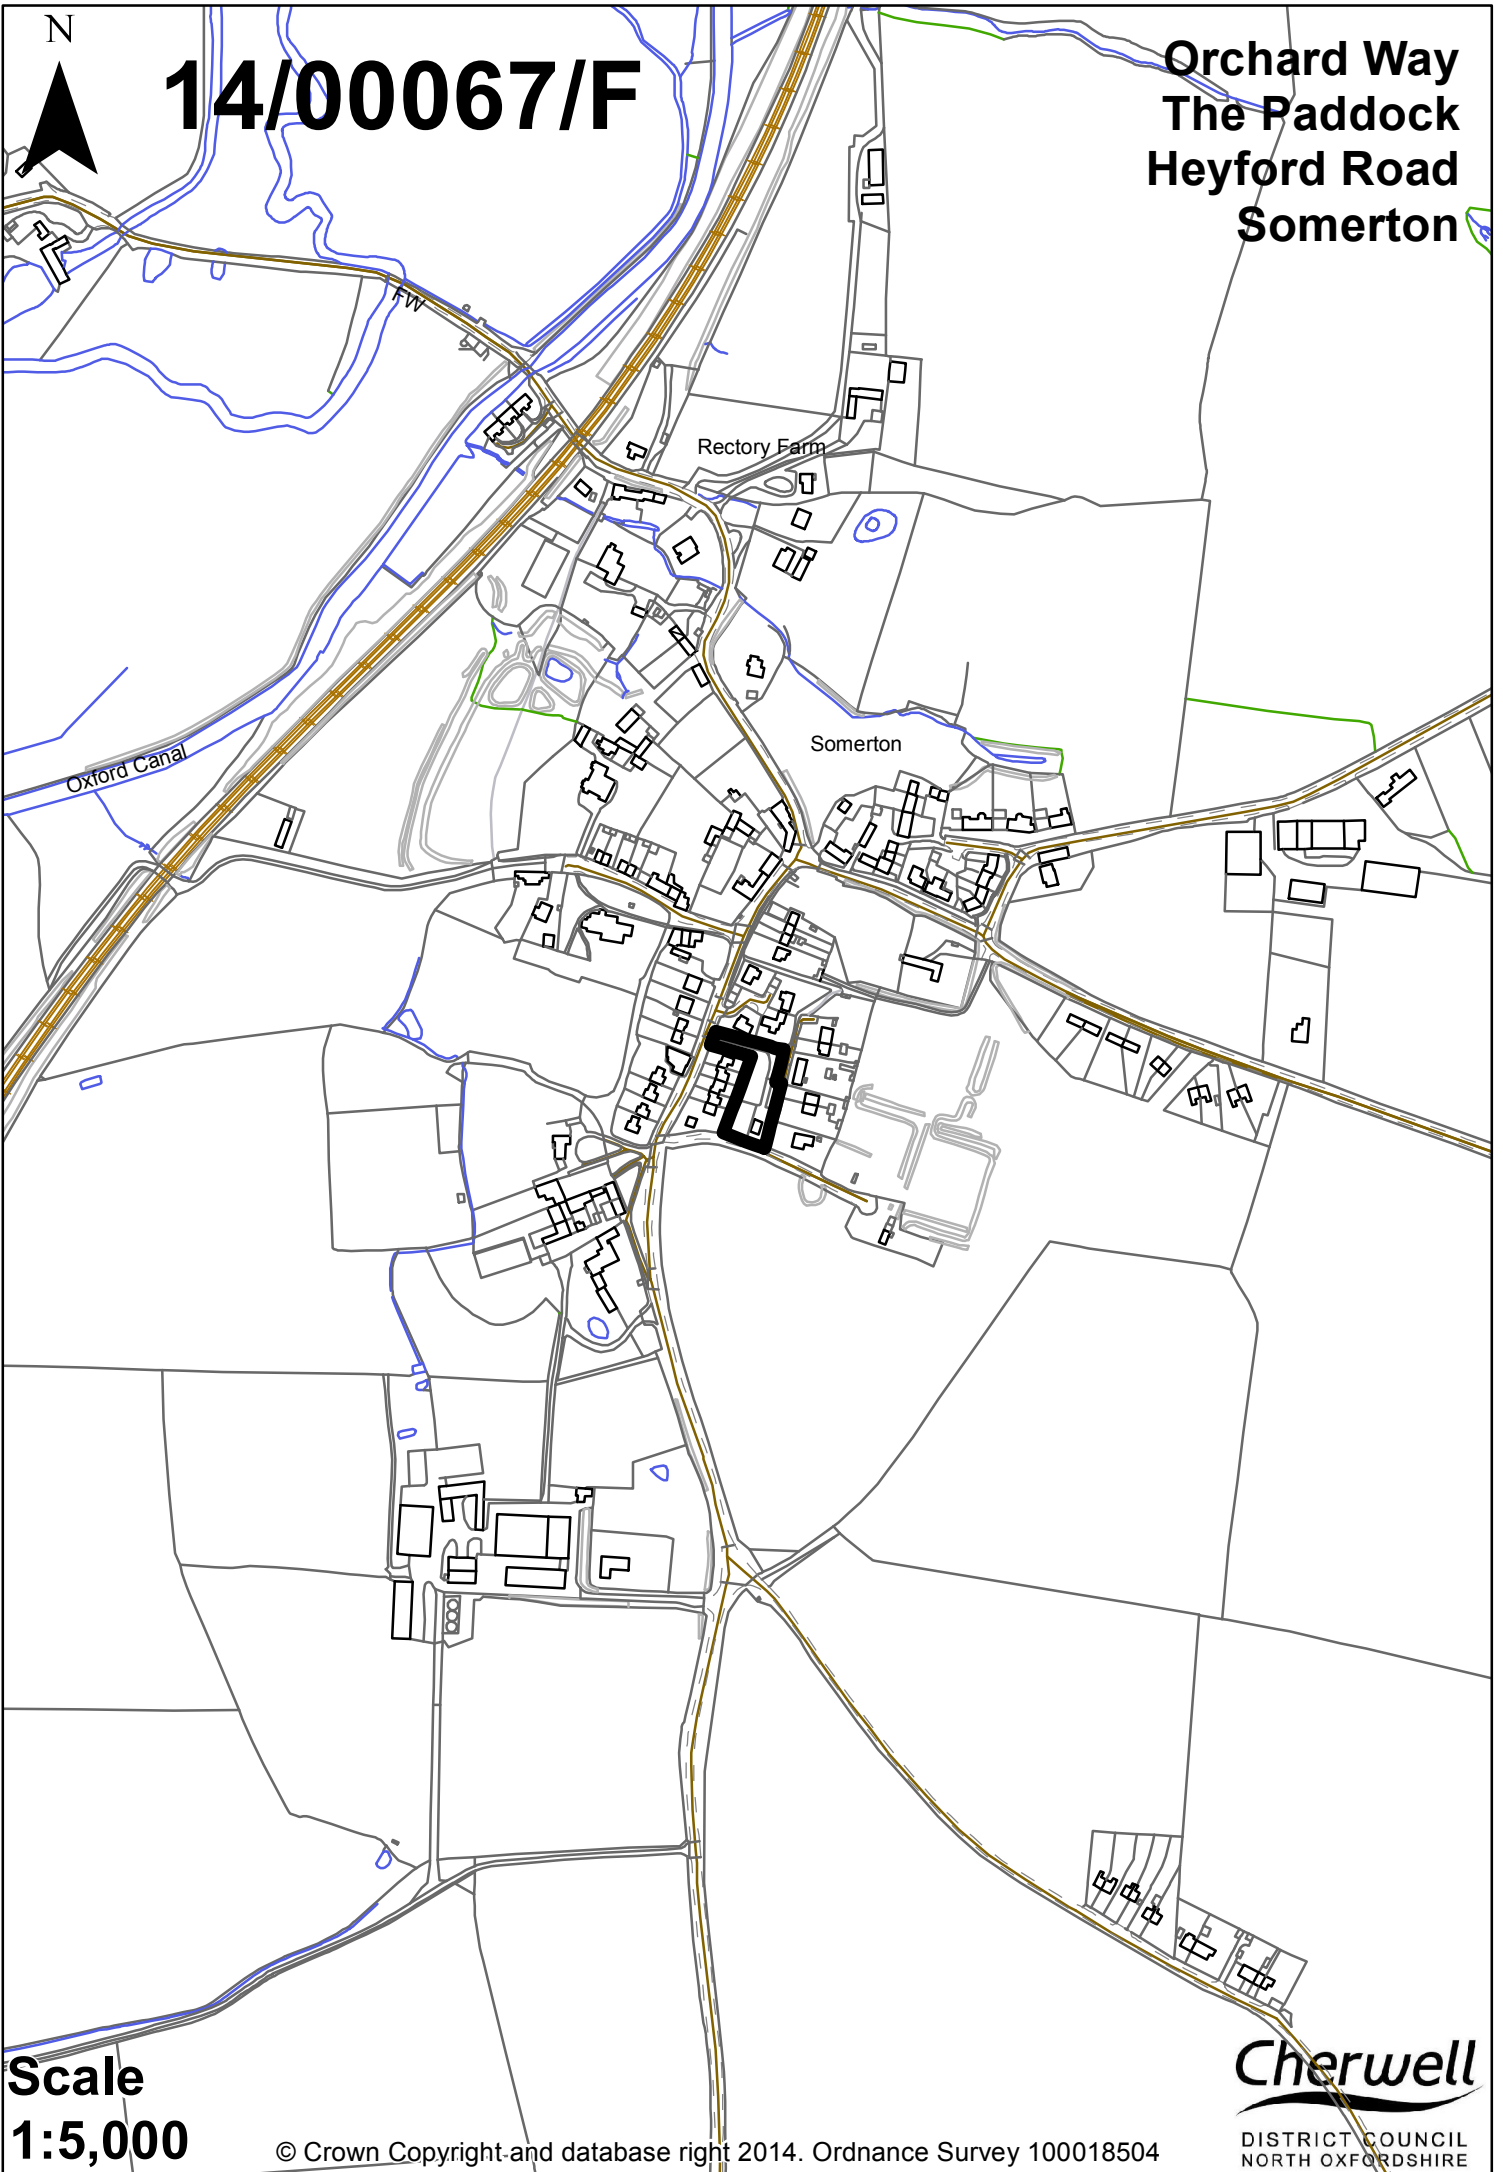 N
14/00067/F
Orchard Way
The Paddock
Heyford Road
Somerton
FW
Rectory Farm
Somerton
Oxford Canal
Scale
1:5,000
© Crown Copyright and database right 2014. Ordnance Survey 100018504
Cherwell
DISTRICT COUNCIL
NORTH OXFORDSHIRE